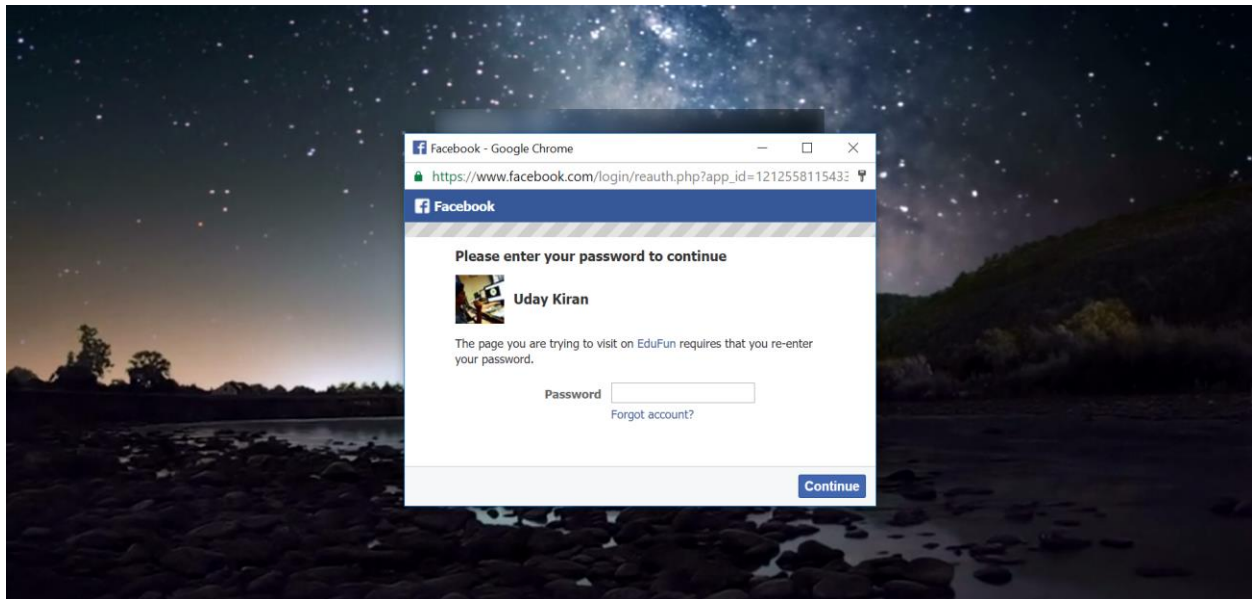 Facebook - Google Chrome
https://www.facebook.com/login/reauth.php?app_id=121255811543
Facebook
Please enter your password to continue
Uday Kiran
The page you are trying to visit on EduFun requires that you re-enter
your password.
Password
Forgot account?
Continue